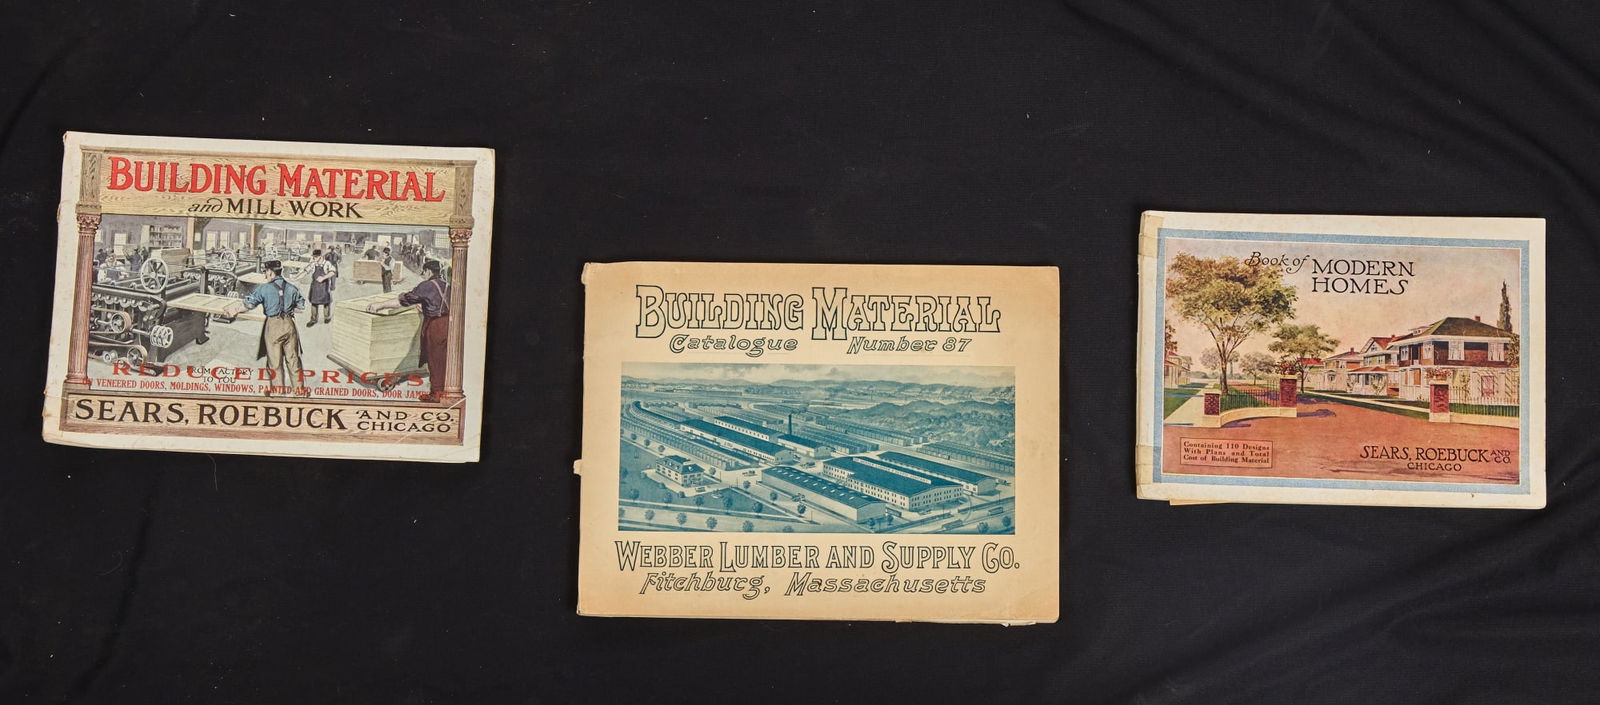 BUILDING MATERIAL
and MILL WORK
FROM FACTORY
TO YOU
REDUCED PRICES
ON VENEERED DOORS, MOLDINGS, WINDOWS, PAINTED AND GRAINED DOORS, DOOR
SEARS, ROEBUCK AND CO.
CHICAGO
BUILDING MATERIAL
Catalogue Number 87
WEBBER LUMBER AND SUPPLY CO.
Fitchburg, Massachusetts
Book of MODERN
HOMES
Containing 110 Designs
With Plans and Total
Cost of Building Material
SEARS, ROEBUCK AND CO.
CHICAGO